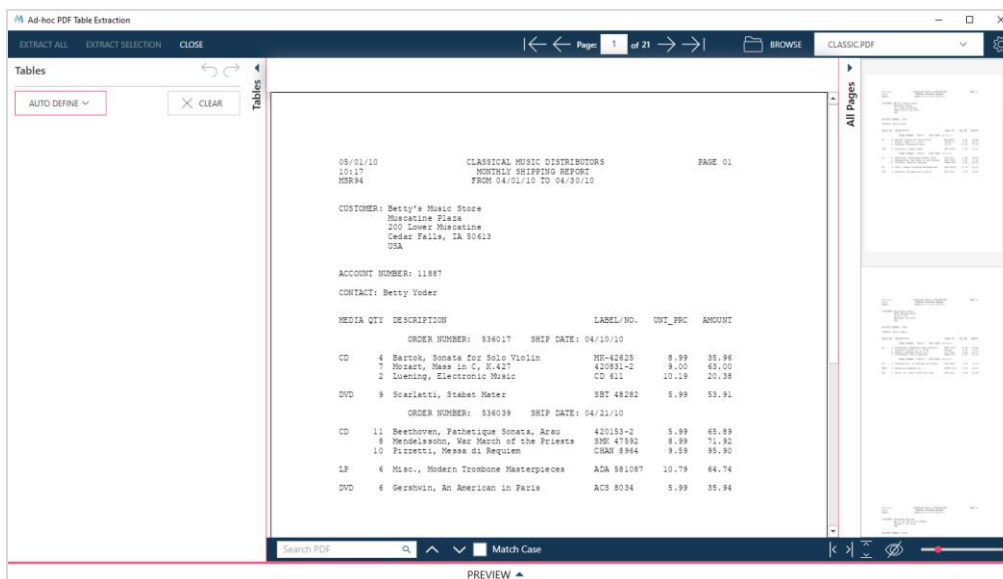 Ad-hoc PDF Table Extraction
EXTRACT ALL EXTRACT SELECTION CLOSE Page: 1 of 21 BROWSE CLASSIC.PDF
Tables
AUTO DEFINE CLEAR
Tables
All Pages
05/01/10 CLASSICAL MUSIC DISTRIBUTORS PAGE 01
10:17 MONTHLY SHIPPING REPORT
MSR94 FROM 04/01/10 TO 04/30/10
CUSTOMER: Betty's Music Store
Muscatine Plaza
200 Lower Muscatine
Cedar Falls, IA 50613
USA
ACCOUNT NUMBER: 11887
CONTACT: Betty Yoder
MEDIA QTY DESCRIPTION LABEL/NO. UNT_PRC AMOUNT
ORDER NUMBER: 536017 SHIP DATE: 04/10/10
CD 4 Bartok, Sonata for Solo Violin MK-42625 8.99 35.96
7 Mozart, Mass in C, K.427 420831-2 9.00 63.00
2 Luening, Electronic Music CD 611 10.19 20.38
DVD 9 Scarlatti, Stabat Mater SBT 48282 5.99 53.91
ORDER NUMBER: 536039 SHIP DATE: 04/21/10
CD 11 Beethoven, Pathetique Sonata, Arau 420153-2 5.99 65.89
8 Mendelssohn, War March of the Priests SMK 47592 8.99 71.92
10 Pizzetti, Messa di Requiem CHAN 8964 9.59 95.90
LP 6 Misc., Modern Trombone Masterpieces ADA 581087 10.79 64.74
DVD 6 Gershwin, An American in Paris ACS 8034 5.99 35.94
Search PDF Match Case
PREVIEW